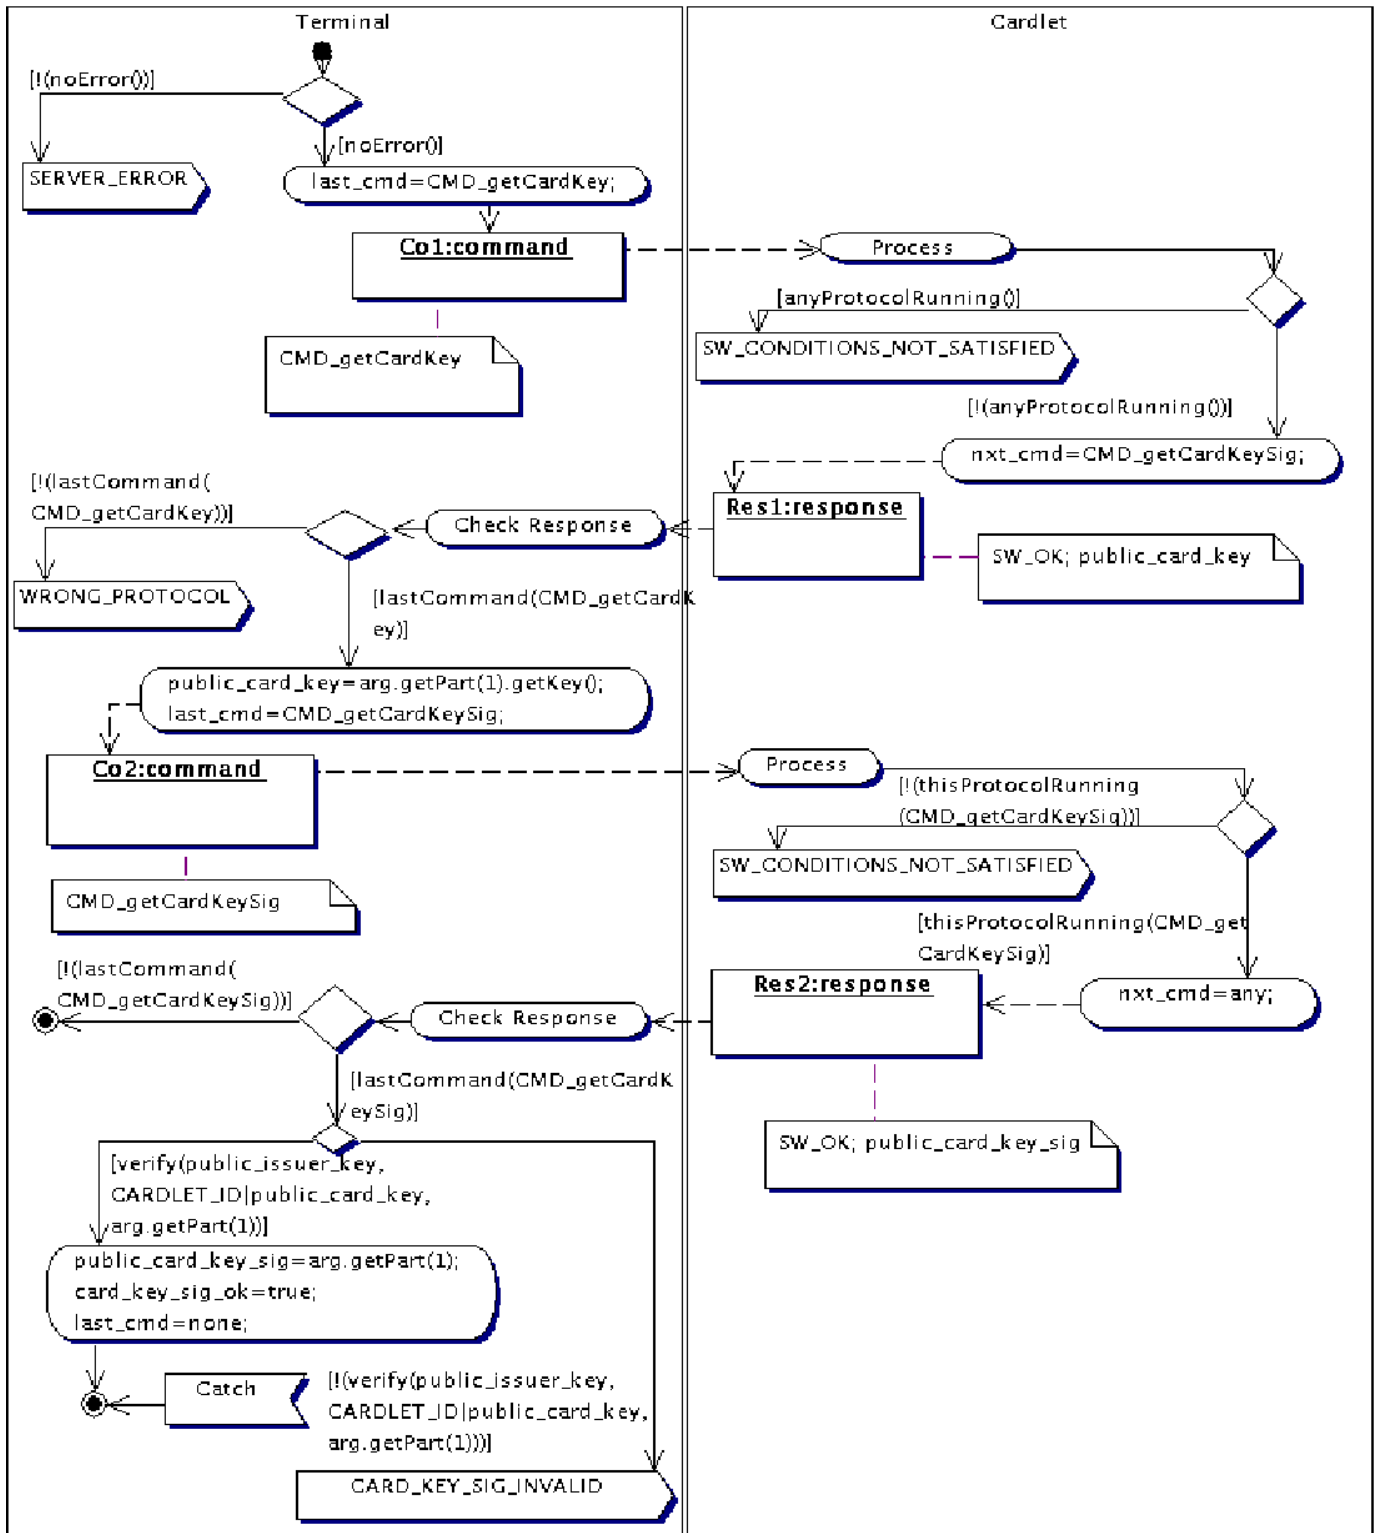 Terminal
Cardlet
[!(noError())]
[noError()]
SERVER_ERROR
last_cmd=CMD_getCardKey;
Co1:command
Process
[anyProtocolRunning()]
CMD_getCardKey
SW_CONDITIONS_NOT_SATISFIED
[!(anyProtocolRunning())]
nxt_cmd=CMD_getCardKeySig;
[!(lastCommand(
CMD_getCardKey))]
Check Response
Res1:response
SW_OK; public_card_key
WRONG_PROTOCOL
[lastCommand(CMD_getCardK
ey)]
public_card_key=arg.getPart(1).getKey();
last_cmd=CMD_getCardKeySig;
Co2:command
Process
[!(thisProtocolRunning
(CMD_getCardKeySig))]
SW_CONDITIONS_NOT_SATISFIED
CMD_getCardKeySig
[thisProtocolRunning(CMD_get
CardKeySig)]
[!(lastCommand(
CMD_getCardKeySig))]
Res2:response
nxt_cmd=any;
Check Response
[lastCommand(CMD_getCardK
eySig)]
SW_OK; public_card_key_sig
[verify(public_issuer_key,
CARDLET_ID|public_card_key,
arg.getPart(1))]
public_card_key_sig=arg.getPart(1);
card_key_sig_ok=true;
last_cmd=none;
Catch
[!(verify(public_issuer_key,
CARDLET_ID|public_card_key,
arg.getPart(1)))]
CARD_KEY_SIG_INVALID